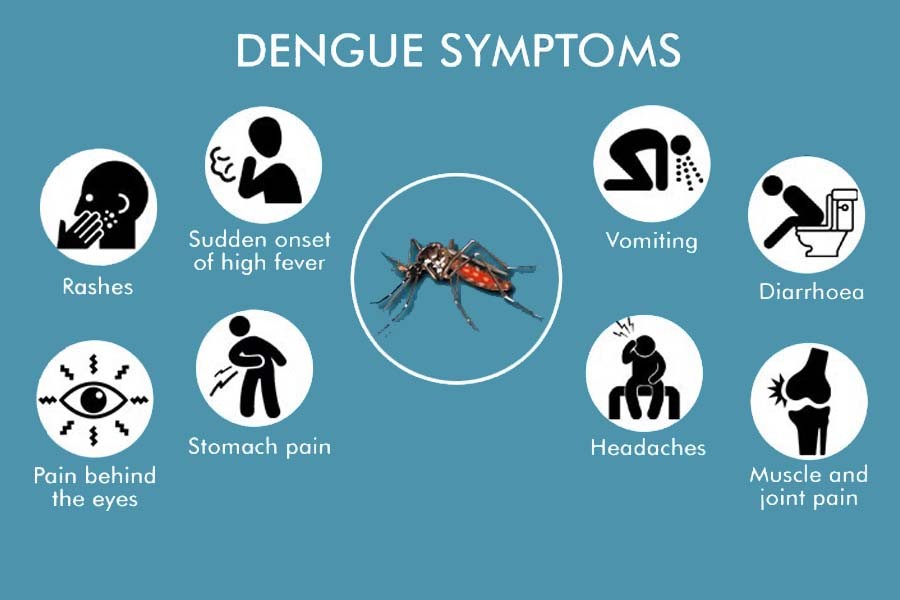 DENGUE SYMPTOMS
Rashes
Sudden onset
of high fever
Vomiting
Diarrhoea
Pain behind
the eyes
Stomach pain
Headaches
Muscle and
joint pain